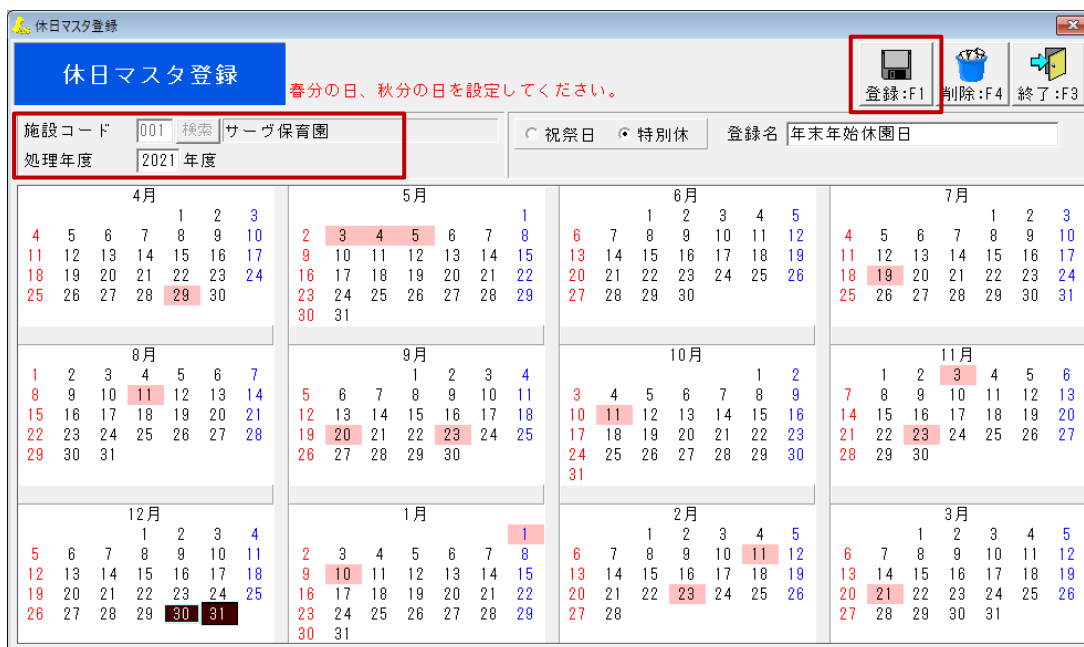 休日マスタ登録
休日マスタ登録
春分の日、秋分の日を設定してください。
登録:F1 削除:F4 終了:F3
施設コード 001 検索 サーヴ保育園
処理年度 2021 年度
祝祭日 特別休 登録名 年末年始休園日
4月
1 2 3
4 5 6 7 8 9 10
11 12 13 14 15 16 17
18 19 20 21 22 23 24
25 26 27 28 29 30
5月
1
2 3 4 5 6 7 8
9 10 11 12 13 14 15
16 17 18 19 20 21 22
23 24 25 26 27 28 29
30 31
6月
1 2 3 4 5
6 7 8 9 10 11 12
13 14 15 16 17 18 19
20 21 22 23 24 25 26
27 28 29 30
7月
1 2 3
4 5 6 7 8 9 10
11 12 13 14 15 16 17
18 19 20 21 22 23 24
25 26 27 28 29 30 31
8月
1 2 3 4 5 6 7
8 9 10 11 12 13 14
15 16 17 18 19 20 21
22 23 24 25 26 27 28
29 30 31
9月
1 2 3 4
5 6 7 8 9 10 11
12 13 14 15 16 17 18
19 20 21 22 23 24 25
26 27 28 29 30
10月
1 2
3 4 5 6 7 8 9
10 11 12 13 14 15 16
17 18 19 20 21 22 23
24 25 26 27 28 29 30
31
11月
1 2 3 4 5 6
7 8 9 10 11 12 13
14 15 16 17 18 19 20
21 22 23 24 25 26 27
28 29 30
12月
1 2 3 4
5 6 7 8 9 10 11
12 13 14 15 16 17 18
19 20 21 22 23 24 25
26 27 28 29 30 31
1月
1
2 3 4 5 6 7 8
9 10 11 12 13 14 15
16 17 18 19 20 21 22
23 24 25 26 27 28 29
30 31
2月
1 2 3 4 5
6 7 8 9 10 11 12
13 14 15 16 17 18 19
20 21 22 23 24 25 26
27 28
3月
1 2 3 4 5
6 7 8 9 10 11 12
13 14 15 16 17 18 19
20 21 22 23 24 25 26
27 28 29 30 31